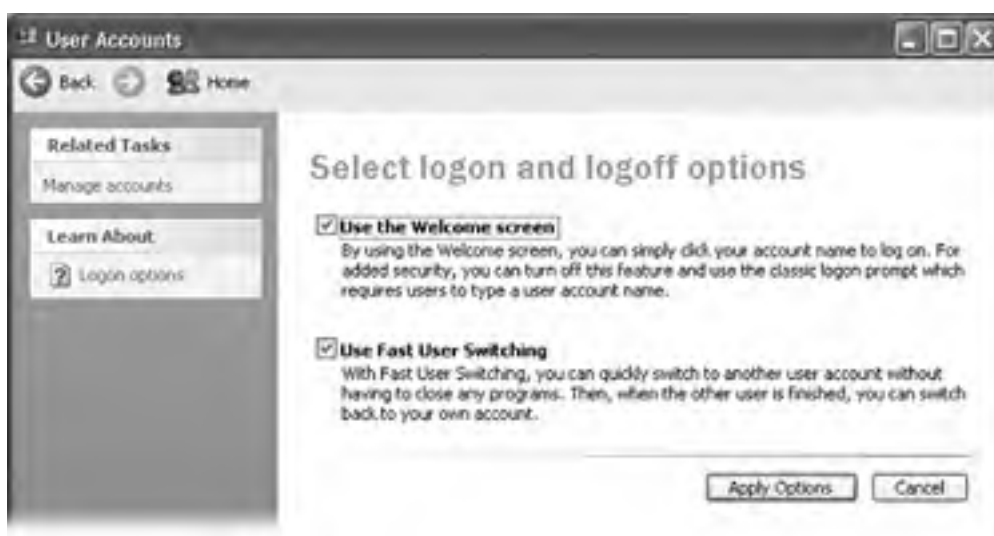 User Accounts
Back Home
Related Tasks
Manage accounts
Learn About
Logon options
Select logon and logoff options
Use the Welcome screen
By using the Welcome screen, you can simply click your account name to log on. For
added security, you can turn off this feature and use the classic logon prompt which
requires users to type a user account name.
Use Fast User Switching
With Fast User Switching, you can quickly switch to another user account without
having to close any programs. Then, when the other user is finished, you can switch
back to your own account.
Apply Options Cancel